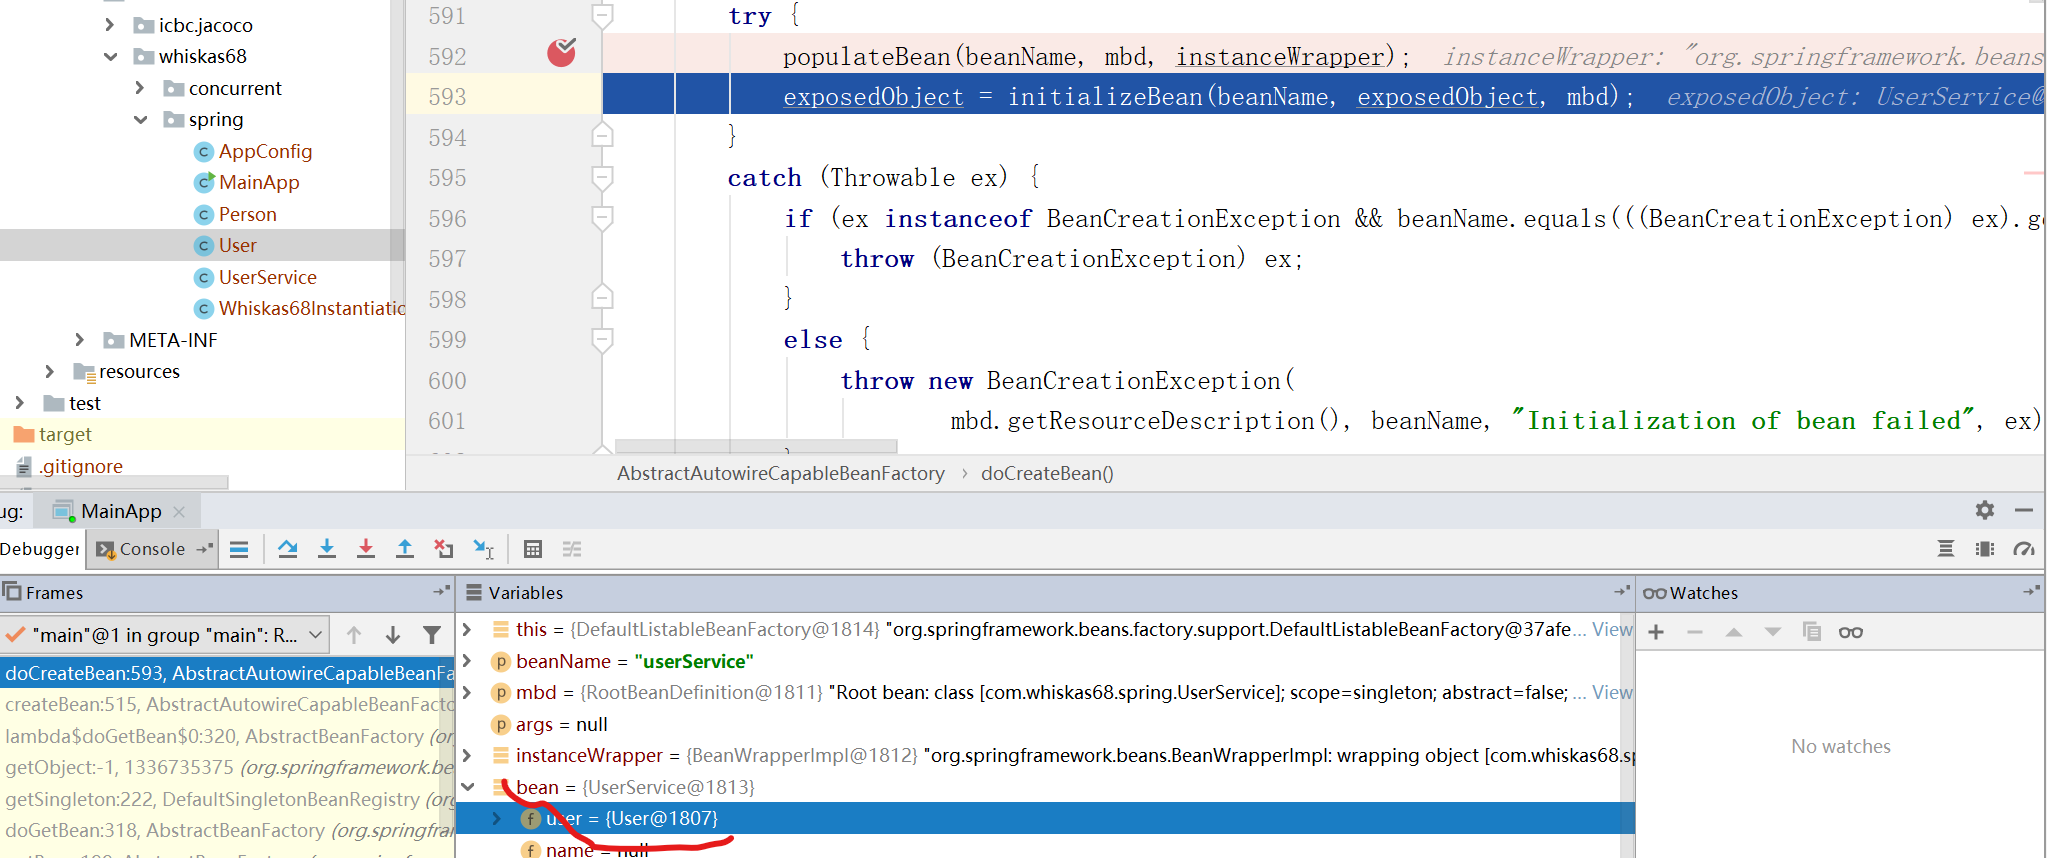 icbc.jacoco
whiskas68
concurrent
spring
AppConfig
MainApp
Person
User
UserService
Whiskas68Instantiatio
META-INF
resources
test
target
.gitignore
591 try {
592 populateBean(beanName, mbd, instanceWrapper); instanceWrapper: "org.springframework.beans
593 exposedObject = initializeBean(beanName, exposedObject, mbd); exposedObject: UserService@
594 }
595 catch (Throwable ex) {
596 if (ex instanceof BeanCreationException && beanName.equals(((BeanCreationException) ex).ge
597 throw (BeanCreationException) ex;
598 }
599 else {
600 throw new BeanCreationException(
601 mbd.getResourceDescription(), beanName, "Initialization of bean failed", ex)
AbstractAutowireCapableBeanFactory › doCreateBean()
ug: MainApp
Debugger Console
Frames
"main"@1 in group "main": R...
doCreateBean:593, AbstractAutowireCapableBeanFa
createBean:515, AbstractAutowireCapableBeanFacto
lambda$doGetBean$0:320, AbstractBeanFactory (or
getObject:-1, 1336735375 (org.springframework.be
getSingleton:222, DefaultSingletonBeanRegistry (org
doGetBean:318, AbstractBeanFactory (org.springfra
Variables
this = {DefaultListableBeanFactory@1814} "org.springframework.beans.factory.support.DefaultListableBeanFactory@37afe... View
beanName = "userService"
mbd = {RootBeanDefinition@1811} "Root bean: class [com.whiskas68.spring.UserService]; scope=singleton; abstract=false; ... View
args = null
instanceWrapper = {BeanWrapperImpl@1812} "org.springframework.beans.BeanWrapperImpl: wrapping object [com.whiskas68.sp
bean = {UserService@1813}
user = {User@1807}
name = null
Watches
No watches